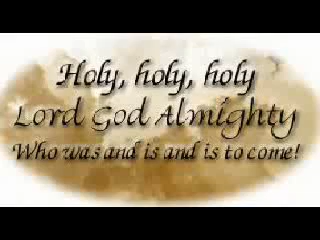 Holy, holy, holy
Lord God Almighty
Who was and is and is to come!